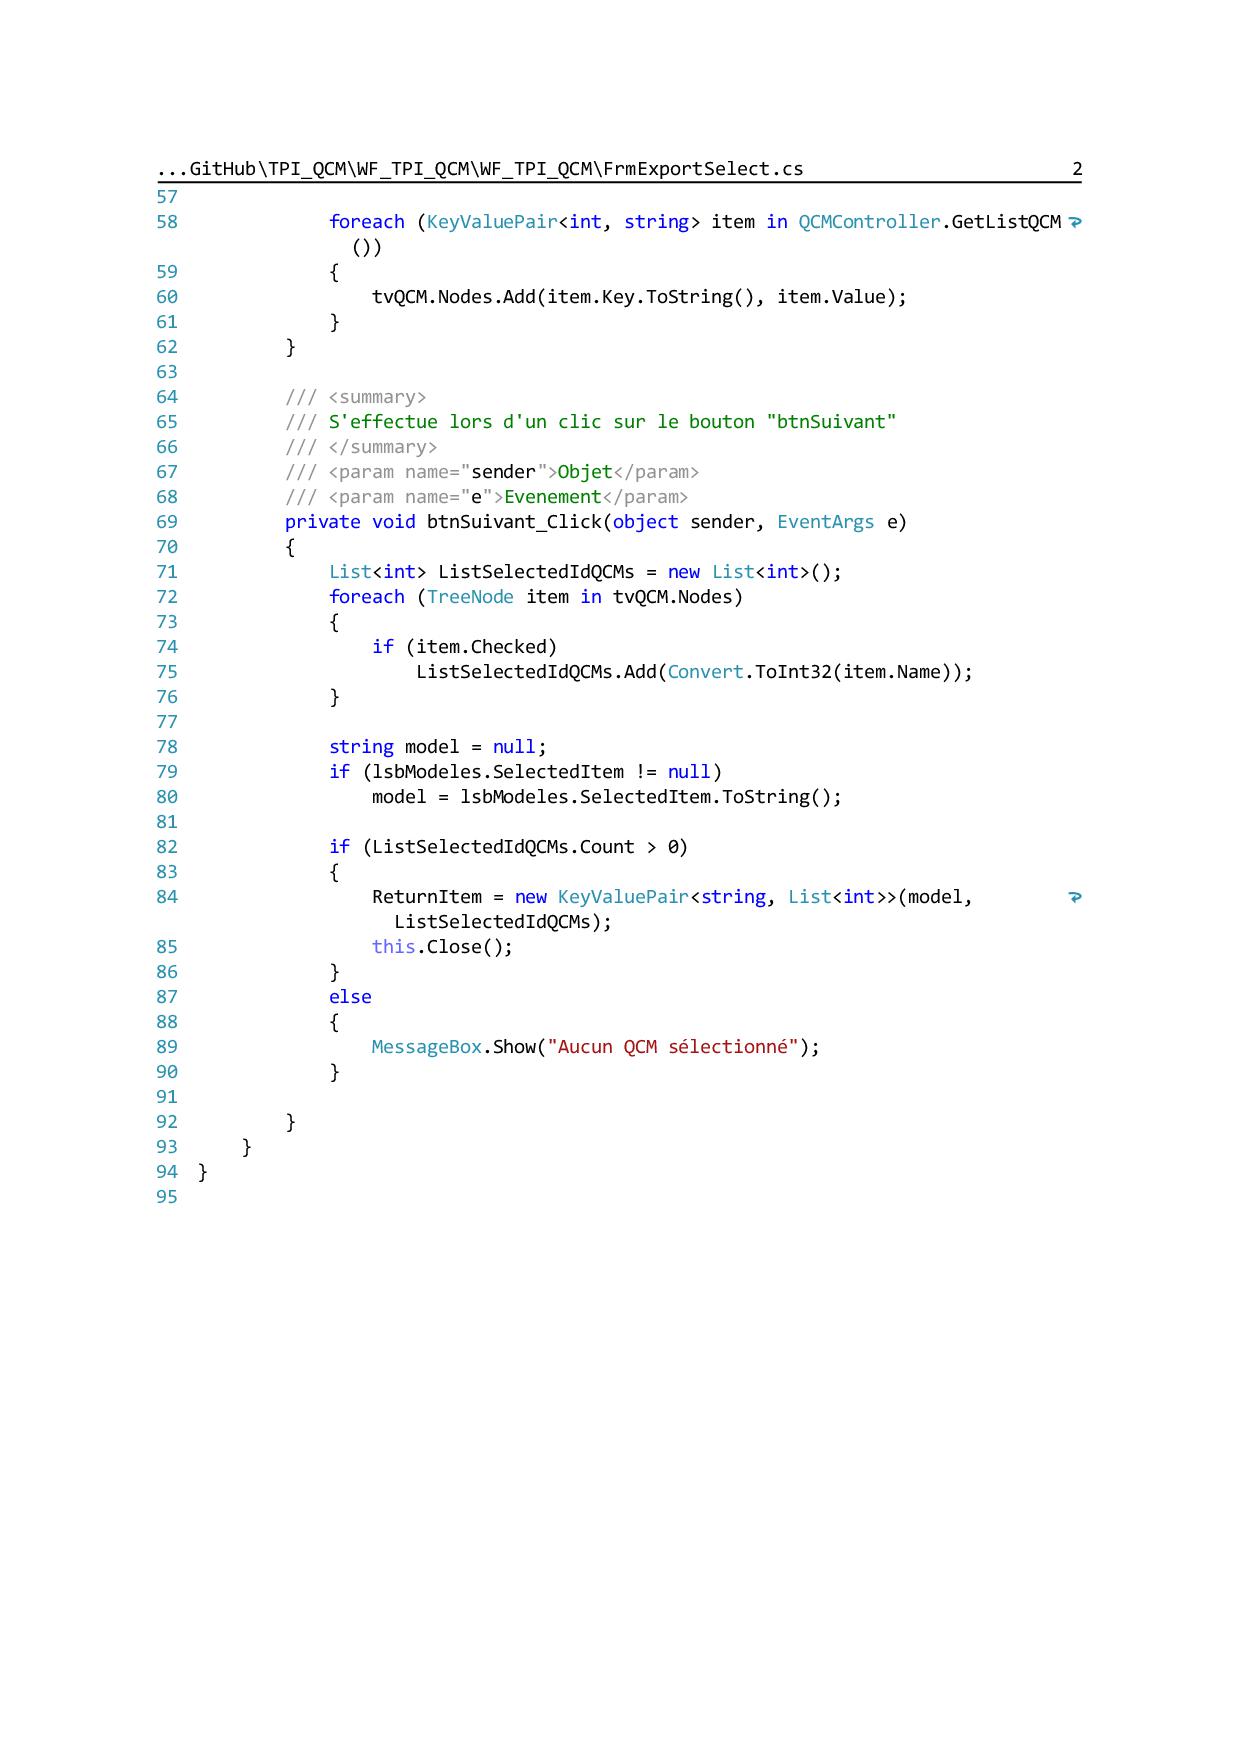 ...GitHub\TPI_QCM\WF_TPI_QCM\WF_TPI_QCM\FrmExportSelect.cs 2
57
58 foreach (KeyValuePair<int, string> item in QCMController.GetListQCM
())
59 {
60 tvQCM.Nodes.Add(item.Key.ToString(), item.Value);
61 }
62 }
63
64 /// <summary>
65 /// S'effectue lors d'un clic sur le bouton "btnSuivant"
66 /// </summary>
67 /// <param name="sender">Objet</param>
68 /// <param name="e">Evenement</param>
69 private void btnSuivant_Click(object sender, EventArgs e)
70 {
71 List<int> ListSelectedIdQCMs = new List<int>();
72 foreach (TreeNode item in tvQCM.Nodes)
73 {
74 if (item.Checked)
75 ListSelectedIdQCMs.Add(Convert.ToInt32(item.Name));
76 }
77
78 string model = null;
79 if (lsbModeles.SelectedItem != null)
80 model = lsbModeles.SelectedItem.ToString();
81
82 if (ListSelectedIdQCMs.Count > 0)
83 {
84 ReturnItem = new KeyValuePair<string, List<int>>(model,
ListSelectedIdQCMs);
85 this.Close();
86 }
87 else
88 {
89 MessageBox.Show("Aucun QCM sélectionné");
90 }
91
92 }
93 }
94 }
95